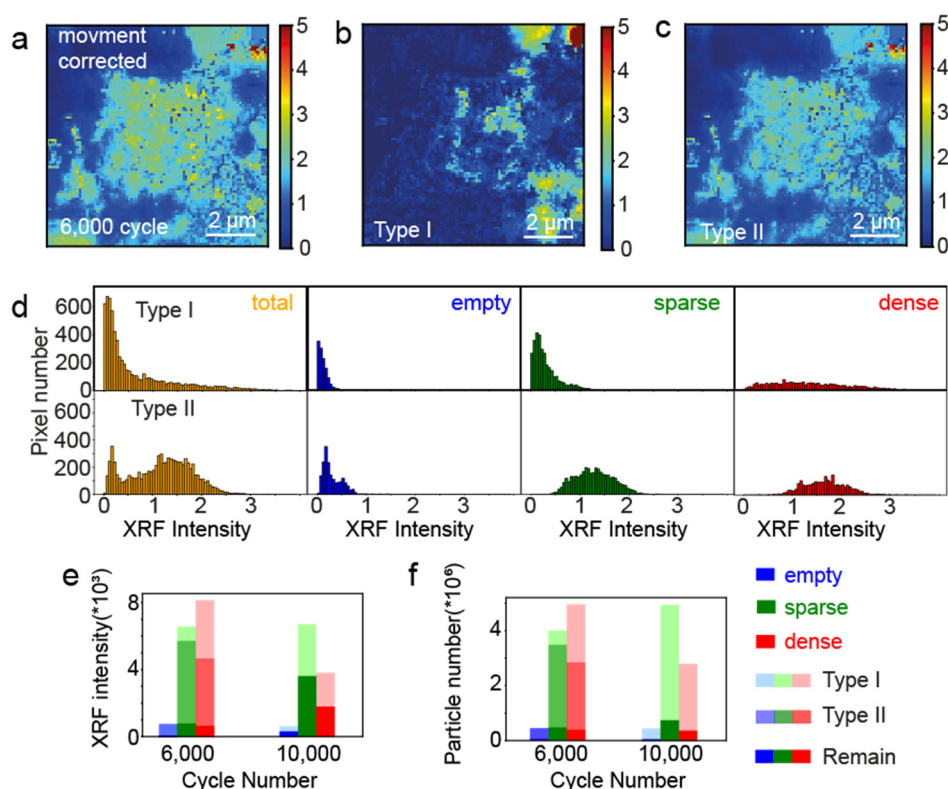 a
movment
corrected
6,000 cycle
2 μm
5
4
3
2
1
0
b
Type I
2 μm
5
4
3
2
1
0
c
Type II
2 μm
5
4
3
2
1
0
d
Pixel number
600
400
200
0
Type I
total
empty
sparse
dense
600
400
200
0
Type II
0 1 2 3
0 1 2 3
0 1 2 3
0 1 2 3
XRF Intensity
XRF Intensity
XRF Intensity
XRF Intensity
e
XRF intensity(*10³)
8
4
0
6,000 10,000
Cycle Number
f
Particle number(*10⁶)
4
2
0
6,000 10,000
Cycle Number
empty
sparse
dense
Type I
Type II
Remain